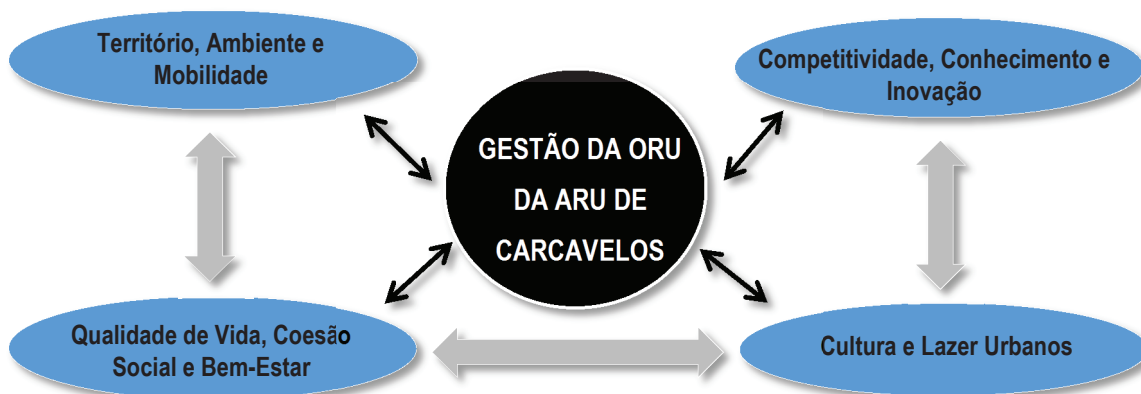 Território, Ambiente e
Mobilidade
Competitividade, Conhecimento e
Inovação
GESTÃO DA ORU
DA ARU DE
CARCAVELOS
Qualidade de Vida, Coesão
Social e Bem-Estar
Cultura e Lazer Urbanos